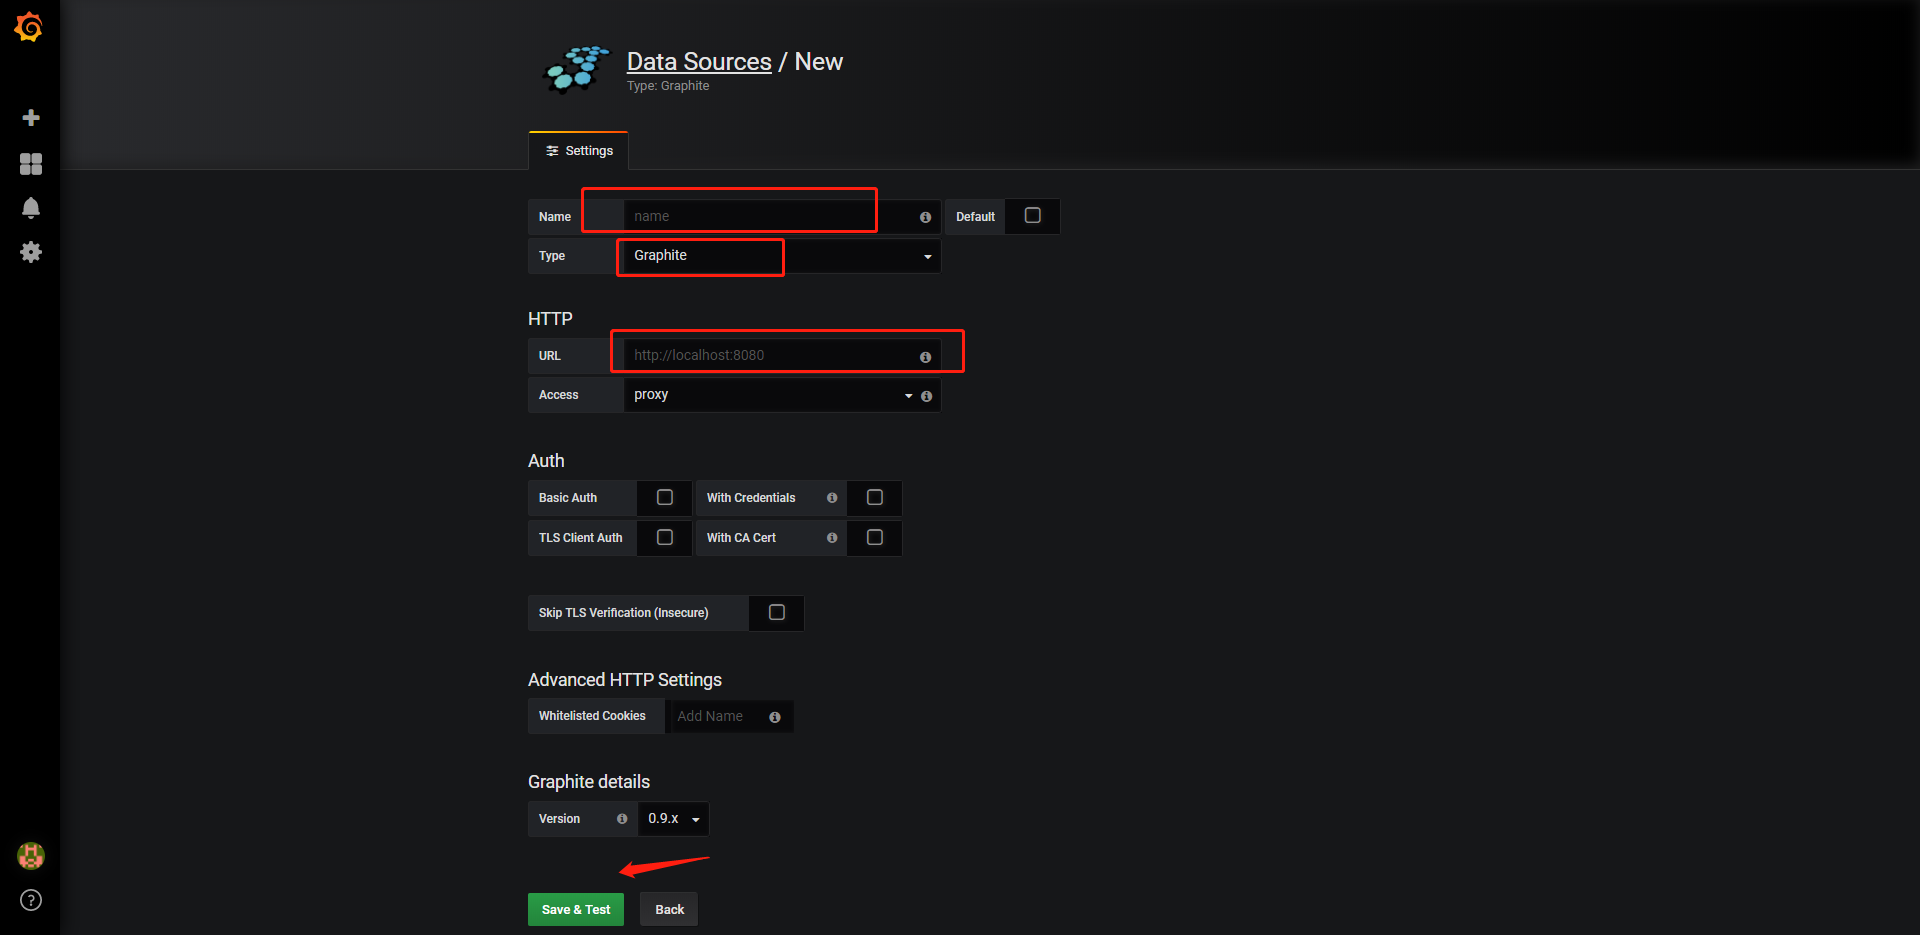 Data Sources / New
Type: Graphite
Settings
Name name Default
Type Graphite
HTTP
URL http://localhost:8080
Access proxy
Auth
Basic Auth With Credentials
TLS Client Auth With CA Cert
Skip TLS Verification (Insecure)
Advanced HTTP Settings
Whitelisted Cookies Add Name
Graphite details
Version 0.9.x
Save & Test Back